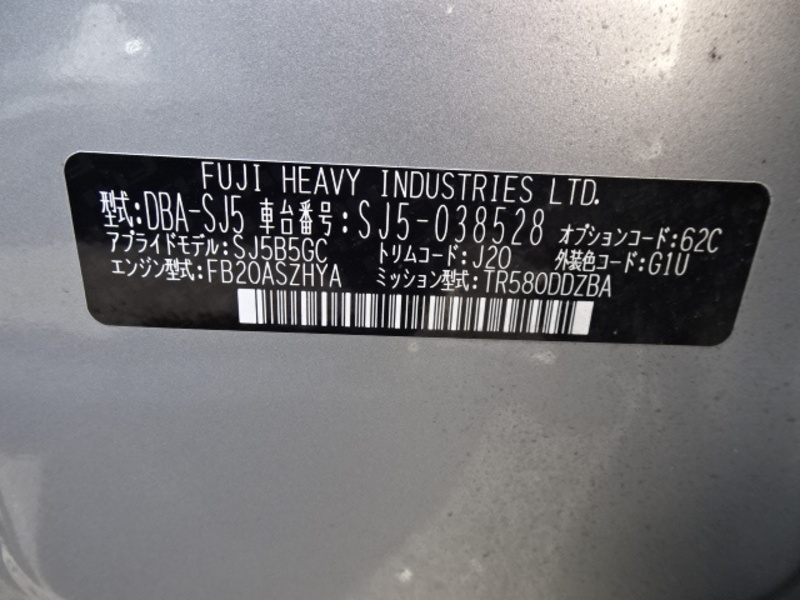 FUJI HEAVY INDUSTRIES LTD.
型式:DBA-SJ5 車台番号:SJ5-038528 オプションコード:62C
アプライドモデル:SJ5B5GC トリムコード:J20 外装色コード:G1U
エンジン型式:FB20ASZHYA ミッション型式:TR580DDZBA